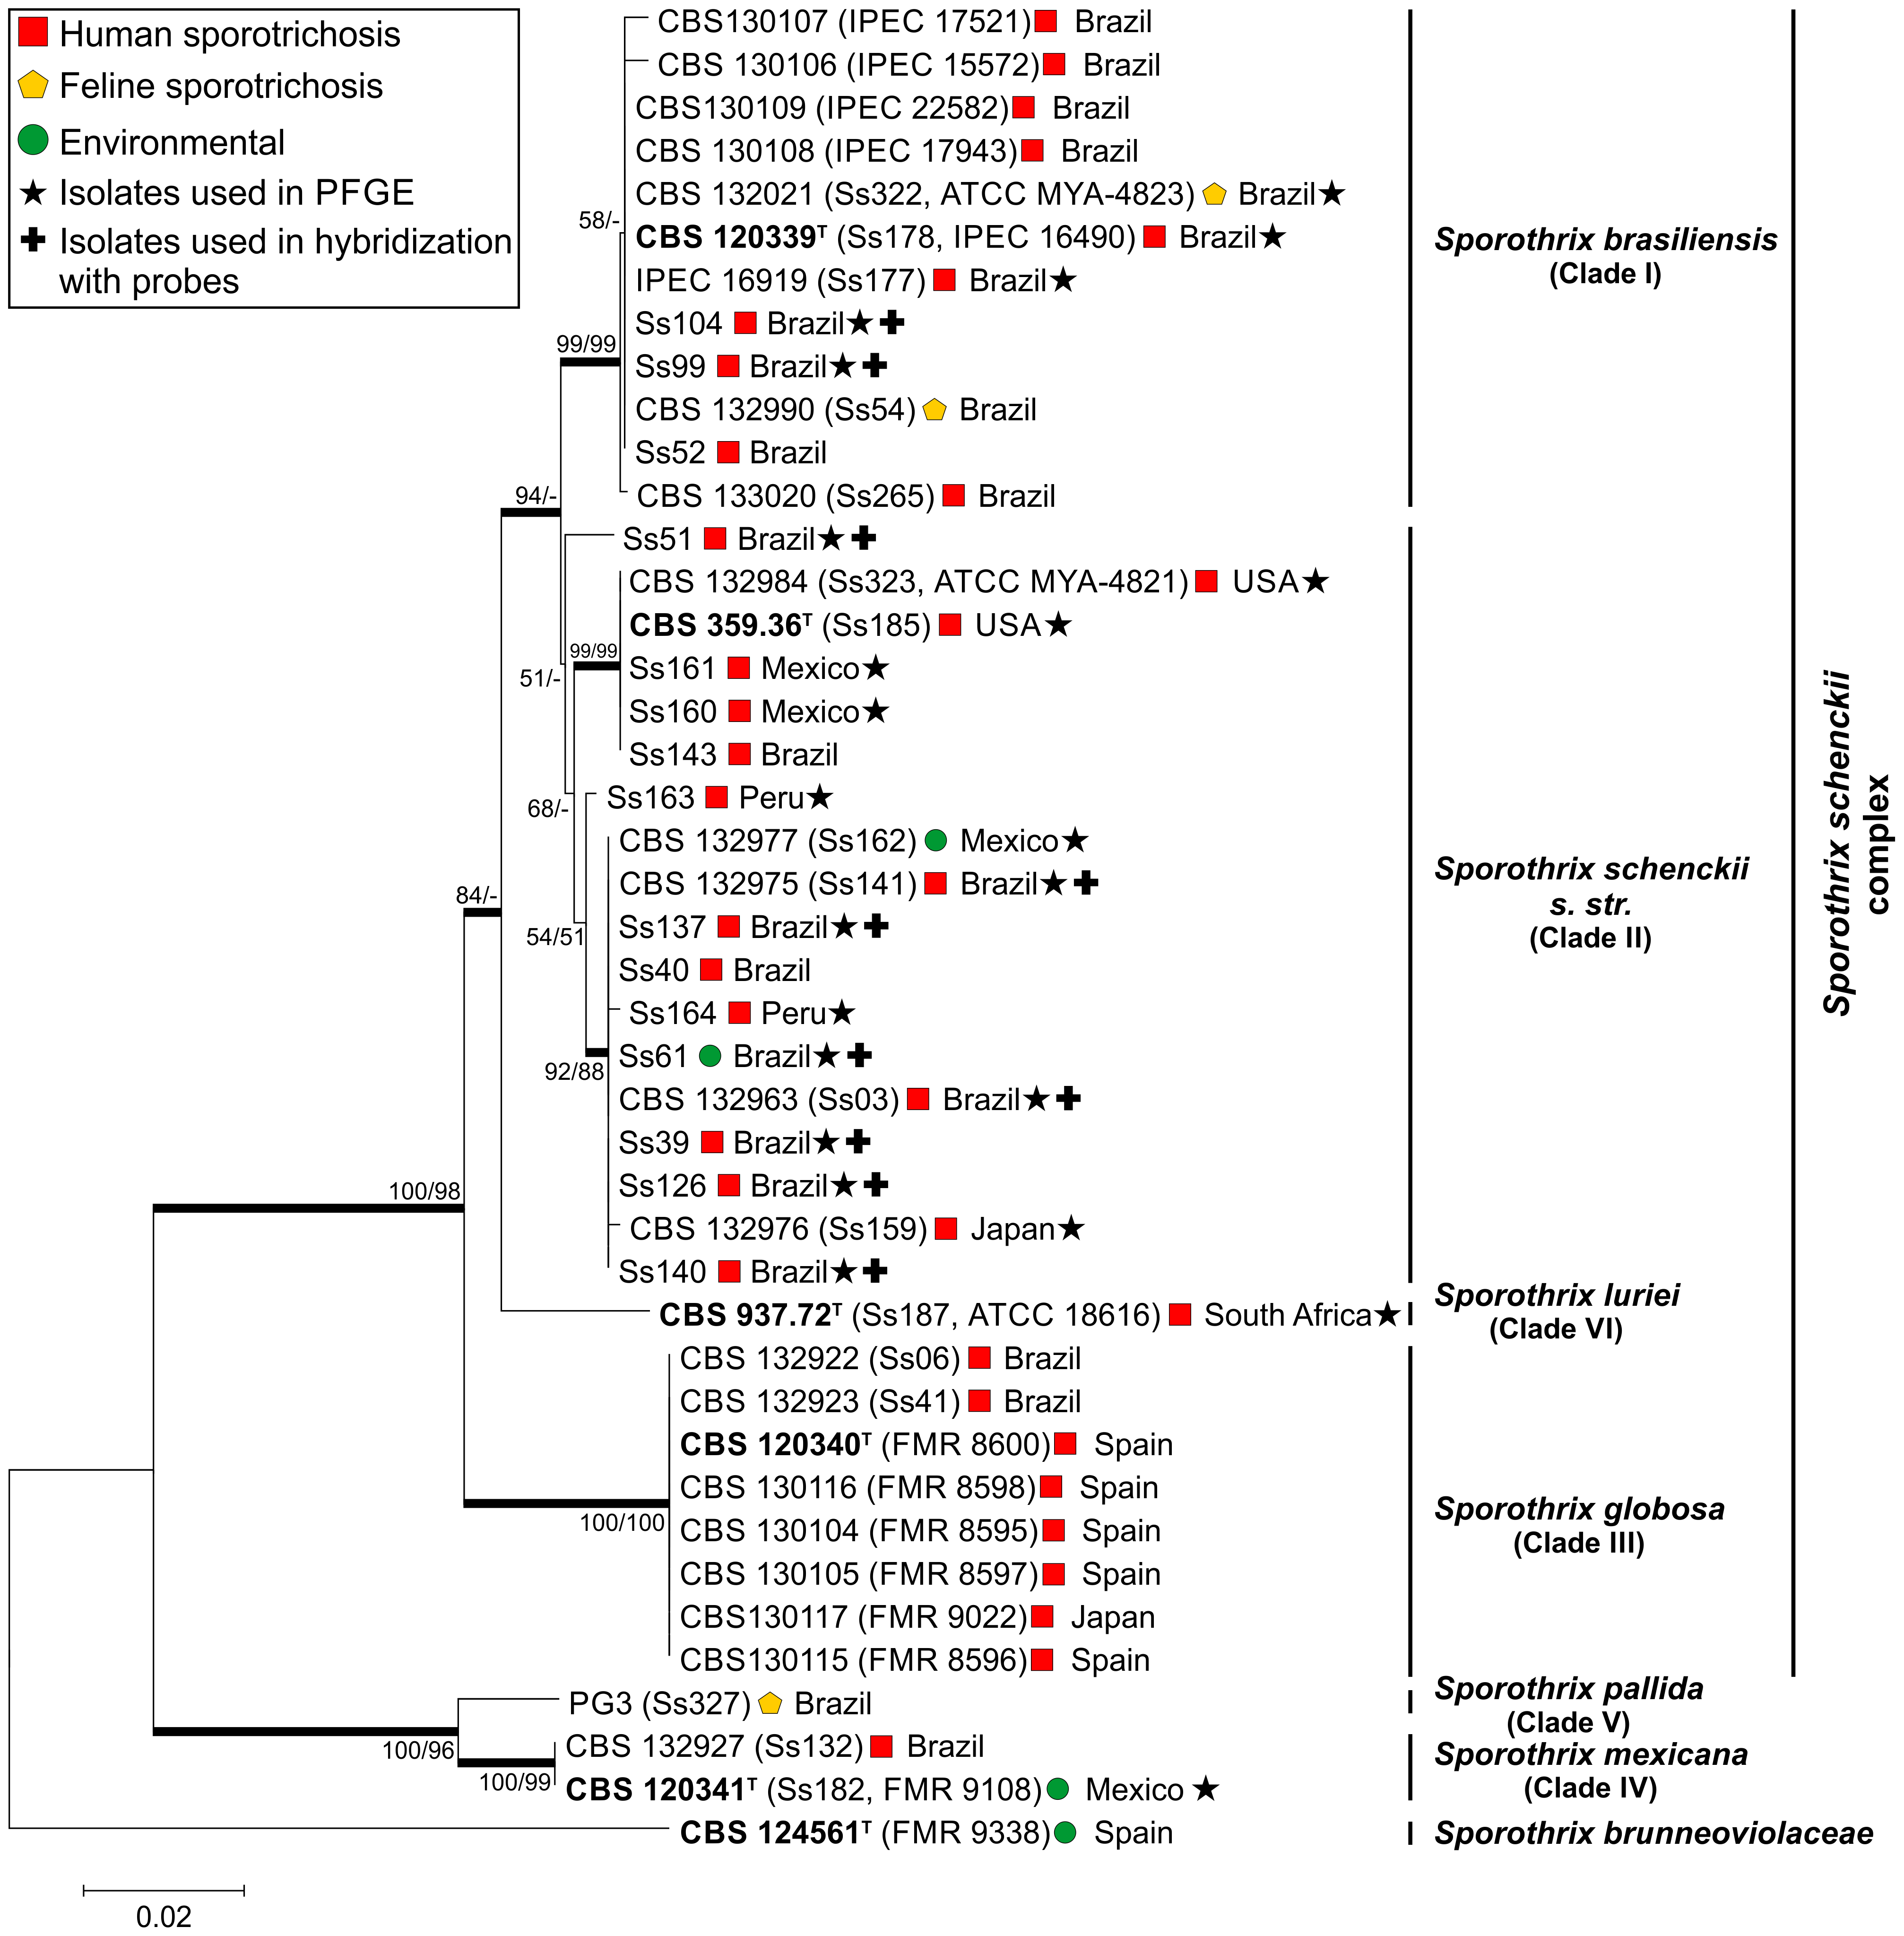 Human sporotrichosis
Feline sporotrichosis
Environmental
Isolates used in PFGE
Isolates used in hybridization
with probes
CBS130107 (IPEC 17521) Brazil
CBS 130106 (IPEC 15572) Brazil
CBS130109 (IPEC 22582) Brazil
CBS 130108 (IPEC 17943) Brazil
CBS 132021 (Ss322, ATCC MYA-4823) Brazil
CBS 120339ᵀ (Ss178, IPEC 16490) Brazil
IPEC 16919 (Ss177) Brazil
Ss104 Brazil
Ss99 Brazil
CBS 132990 (Ss54) Brazil
Ss52 Brazil
CBS 133020 (Ss265) Brazil
Ss51 Brazil
CBS 132984 (Ss323, ATCC MYA-4821) USA
CBS 359.36ᵀ (Ss185) USA
Ss161 Mexico
Ss160 Mexico
Ss143 Brazil
Ss163 Peru
CBS 132977 (Ss162) Mexico
CBS 132975 (Ss141) Brazil
Ss137 Brazil
Ss40 Brazil
Ss164 Peru
Ss61 Brazil
CBS 132963 (Ss03) Brazil
Ss39 Brazil
Ss126 Brazil
CBS 132976 (Ss159) Japan
Ss140 Brazil
CBS 937.72ᵀ (Ss187, ATCC 18616) South Africa
CBS 132922 (Ss06) Brazil
CBS 132923 (Ss41) Brazil
CBS 120340ᵀ (FMR 8600) Spain
CBS 130116 (FMR 8598) Spain
CBS 130104 (FMR 8595) Spain
CBS 130105 (FMR 8597) Spain
CBS130117 (FMR 9022) Japan
CBS130115 (FMR 8596) Spain
PG3 (Ss327) Brazil
CBS 132927 (Ss132) Brazil
CBS 120341ᵀ (Ss182, FMR 9108) Mexico
CBS 124561ᵀ (FMR 9338) Spain
58/-
99/99
94/-
99/99
51/-
68/-
84/-
54/51
92/88
100/98
100/100
100/96
100/99
0.02
Sporothrix brasiliensis
(Clade I)
Sporothrix schenckii
s. str.
(Clade II)
Sporothrix luriei
(Clade VI)
Sporothrix globosa
(Clade III)
Sporothrix pallida
(Clade V)
Sporothrix mexicana
(Clade IV)
Sporothrix brunneoviolaceae
Sporothrix schenckii
complex